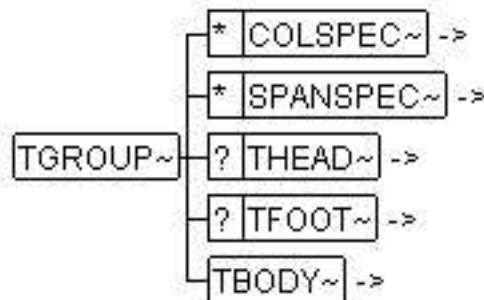 * COLSPEC~ ->
* SPANSPEC~ ->
TGROUP~ ? THEAD~ ->
? TFOOT~ ->
TBODY~ ->